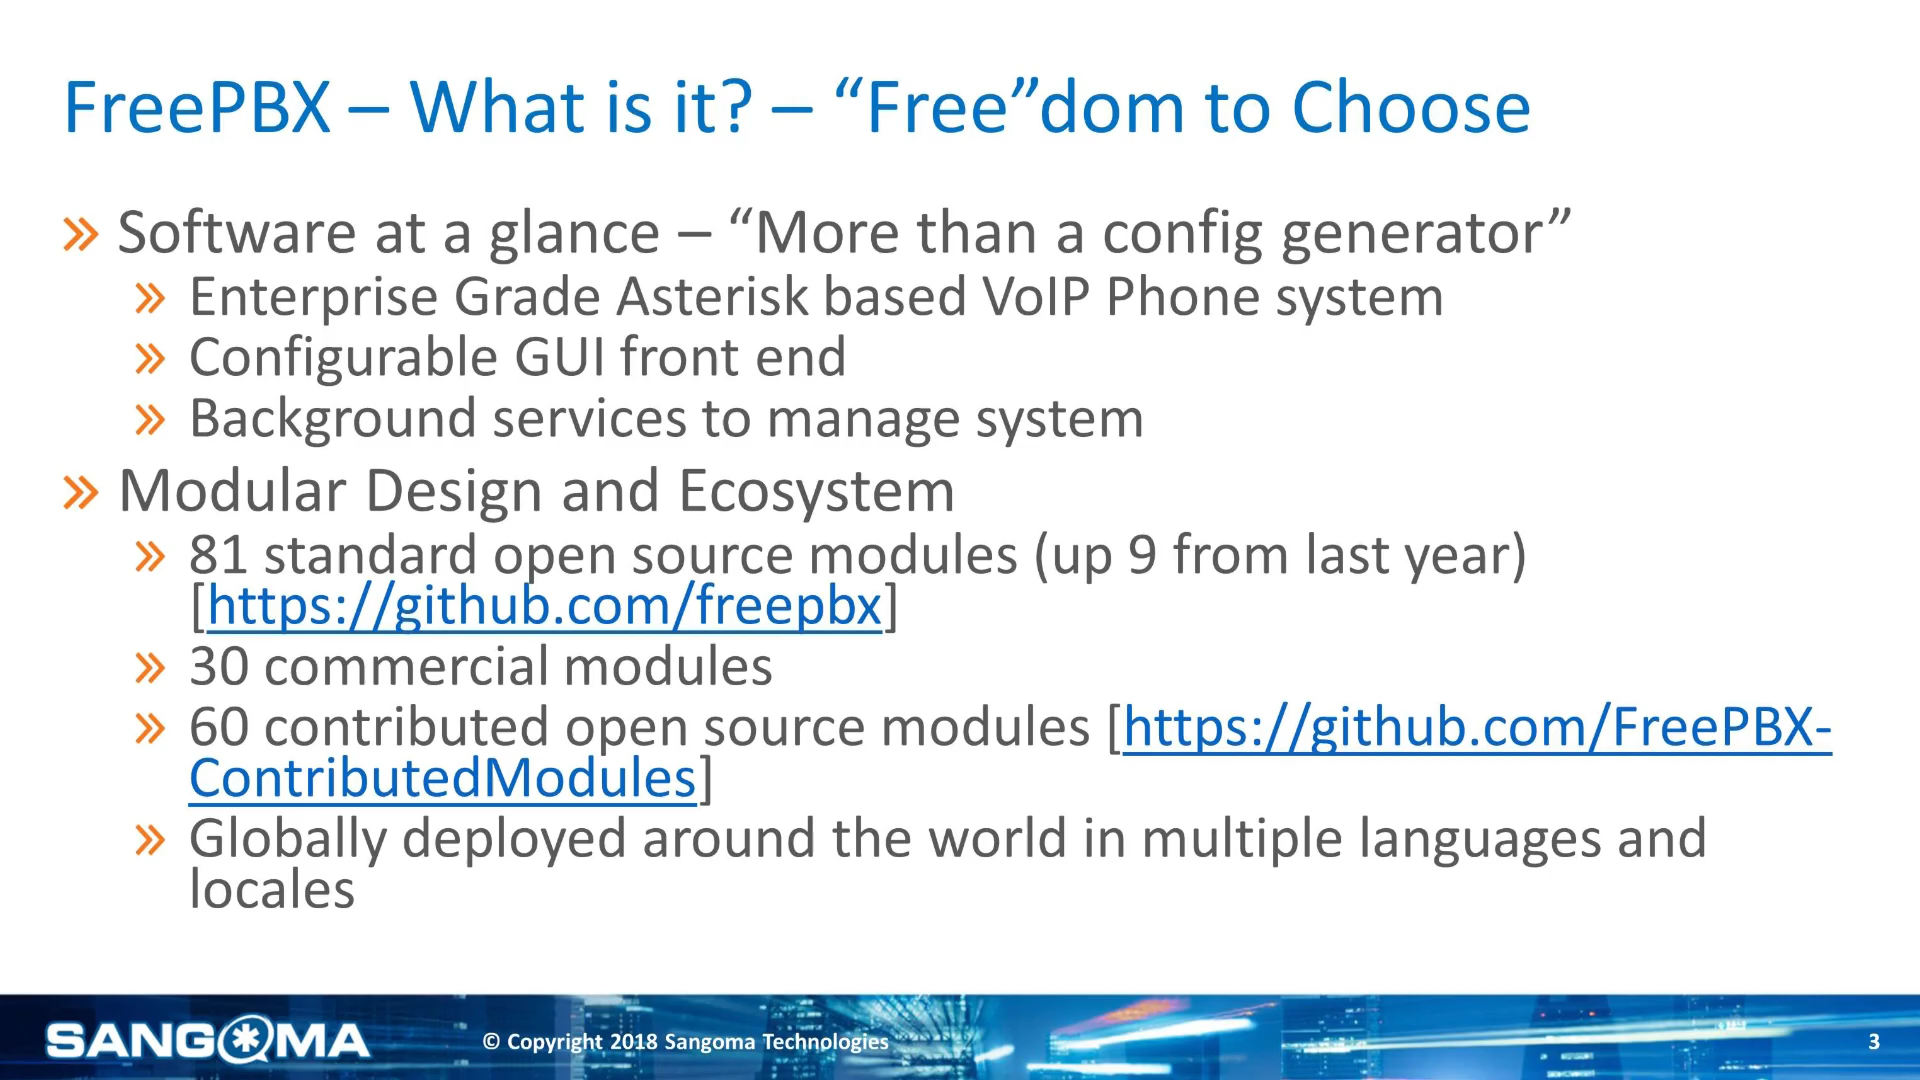 FreePBX – What is it? – “Free”dom to Choose
» Software at a glance – “More than a config generator”
» Enterprise Grade Asterisk based VoIP Phone system
» Configurable GUI front end
» Background services to manage system
» Modular Design and Ecosystem
» 81 standard open source modules (up 9 from last year)
[https://github.com/freepbx]
» 30 commercial modules
» 60 contributed open source modules [https://github.com/FreePBX-
ContributedModules]
» Globally deployed around the world in multiple languages and
locales
SANGOMA
© Copyright 2018 Sangoma Technologies
3